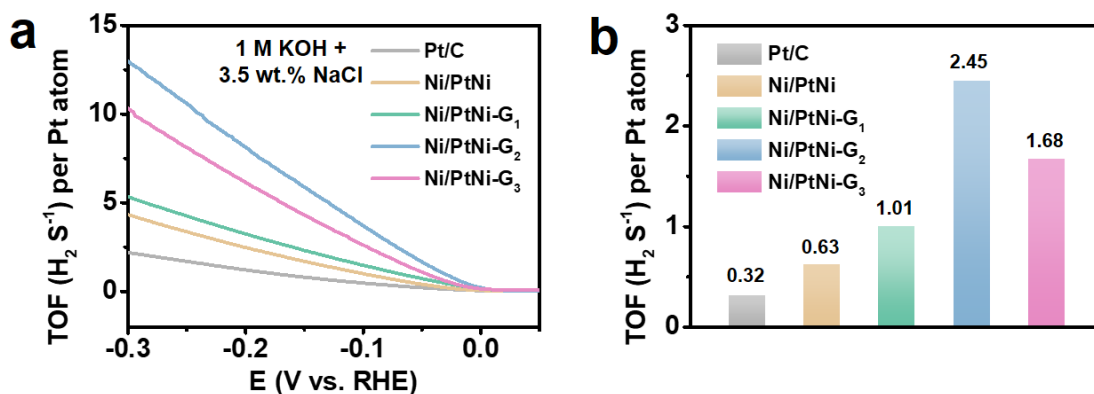 a
1 M KOH +
3.5 wt.% NaCl
Pt/C
Ni/PtNi
Ni/PtNi-G₁
Ni/PtNi-G₂
Ni/PtNi-G₃
TOF (H₂ S⁻¹) per Pt atom
15
10
5
0
-0.3
-0.2
-0.1
0.0
E (V vs. RHE)
b
Pt/C
Ni/PtNi
Ni/PtNi-G₁
Ni/PtNi-G₂
Ni/PtNi-G₃
TOF (H₂ S⁻¹) per Pt atom
3
2
1
0
0.32
0.63
1.01
2.45
1.68